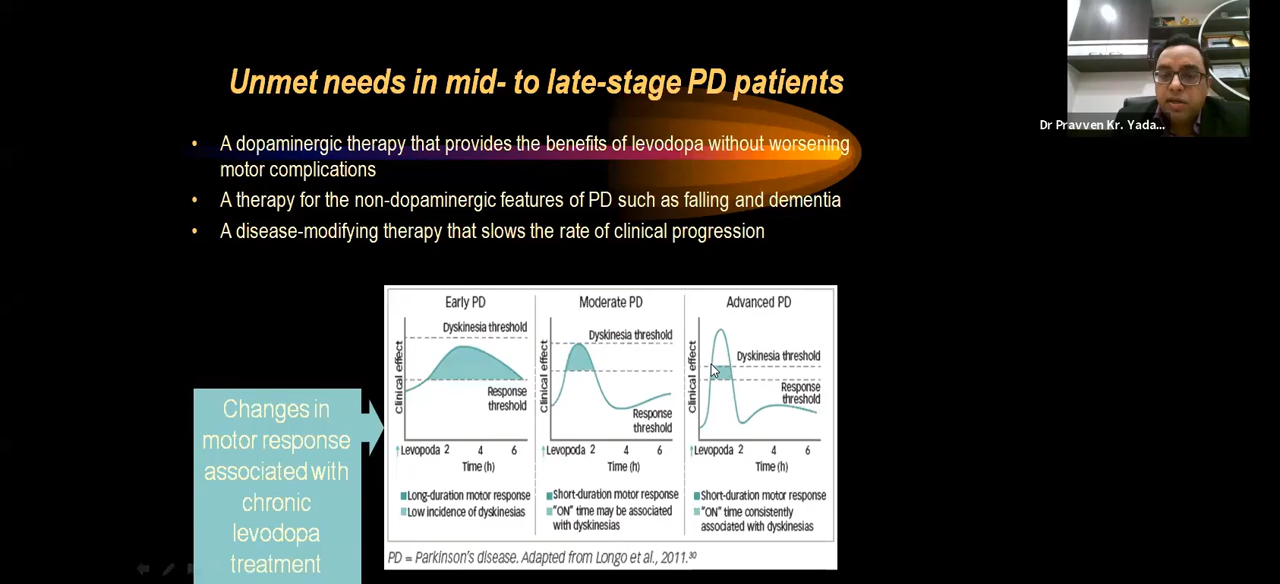 Unmet needs in mid- to late-stage PD patients
Dr Pravven Kr. Yada...
• A dopaminergic therapy that provides the benefits of levodopa without worsening
motor complications
• A therapy for the non-dopaminergic features of PD such as falling and dementia
• A disease-modifying therapy that slows the rate of clinical progression
Changes in
motor response
associated with
chronic
levodopa
treatment
Early PD
Dyskinesia threshold
Clinical effect
Response
threshold
↑Levopoda 2 4 6
Time (h)
Long-duration motor response
Low incidence of dyskinesias
Moderate PD
Dyskinesia threshold
Clinical effect
Response
threshold
↑Levopoda 2 4 6
Time (h)
Short-duration motor response
"ON" time may be associated
with dyskinesias
Advanced PD
Dyskinesia threshold
Clinical effect
Response
threshold
↑Levopoda 2 4 6
Time (h)
Short-duration motor response
"ON" time consistently
associated with dyskinesias
PD = Parkinson's disease. Adapted from Longo et al., 2011.³⁰